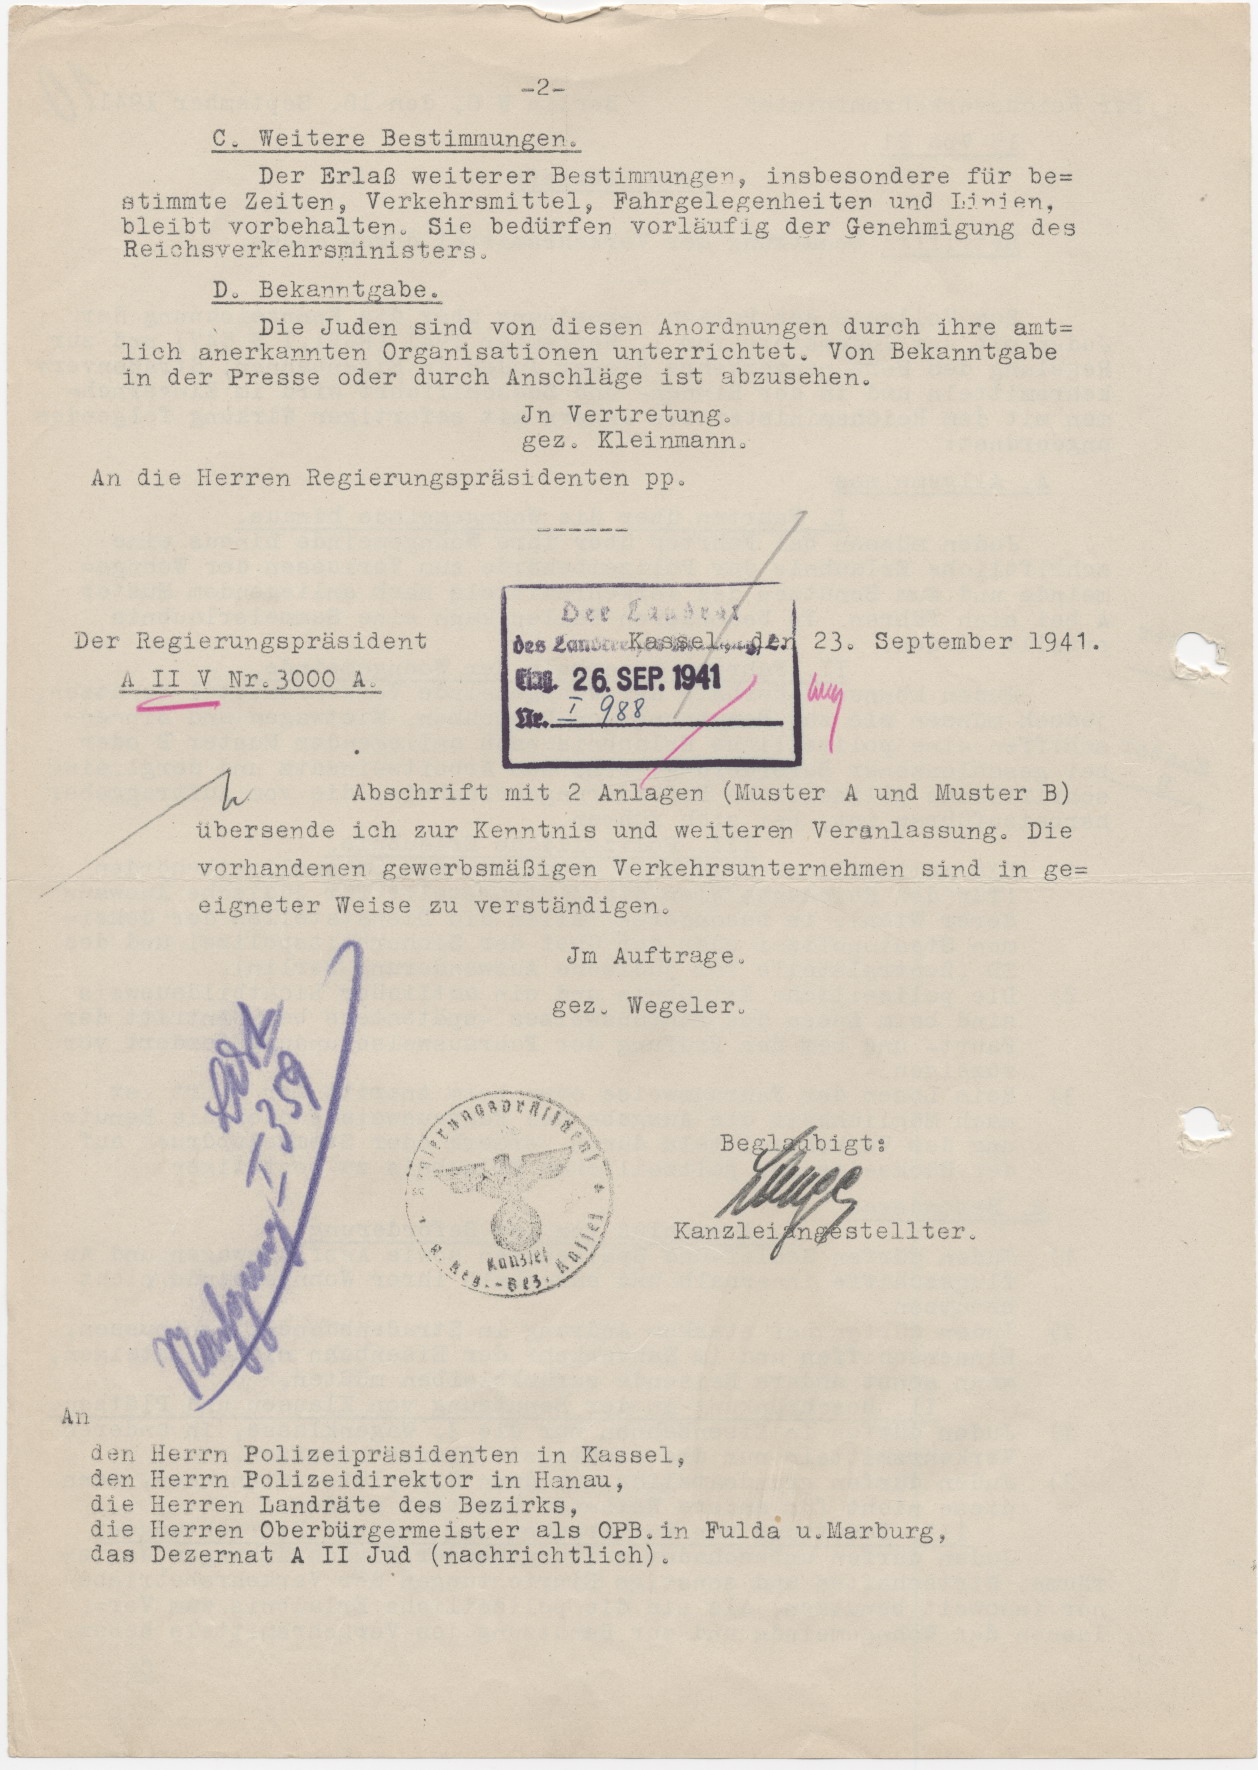 -2-
C. Weitere Bestimmungen.
Der Erlaß weiterer Bestimmungen, insbesondere für be=
stimmte Zeiten, Verkehrsmittel, Fahrgelegenheiten und Linien,
bleibt vorbehalten. Sie bedürfen vorläufig der Genehmigung des
Reichsverkehrsministers.
D. Bekanntgabe.
Die Juden sind von diesen Anordnungen durch ihre amt=
lich anerkannten Organisationen unterrichtet. Von Bekanntgabe
in der Presse oder durch Anschläge ist abzusehen.
Jn Vertretung.
gez. Kleinmann.
An die Herren Regierungspräsidenten pp.
------
Der Landrat
des
Der Regierungspräsident
Kassel, den 23. September 1941.
A II V Nr.3000 A.
Eing. 26. SEP. 1941
Nr. I 988
Abschrift mit 2 Anlagen (Muster A und Muster B)
übersende ich zur Kenntnis und weiteren Veranlassung. Die
vorhandenen gewerbsmäßigen Verkehrsunternehmen sind in ge=
eigneter Weise zu verständigen.
Jm Auftrage.
gez. Wegeler.
I 359
Regierungspräsident
Kanzlei
R. Reg.-Bez. Kassel
Beglaubigt:
Kanzleiangestellter.
An
den Herrn Polizeipräsidenten in Kassel,
den Herrn Polizeidirektor in Hanau,
die Herren Landräte des Bezirks,
die Herren Oberbürgermeister als OPB.in Fulda u.Marburg,
das Dezernat A II Jud (nachrichtlich).